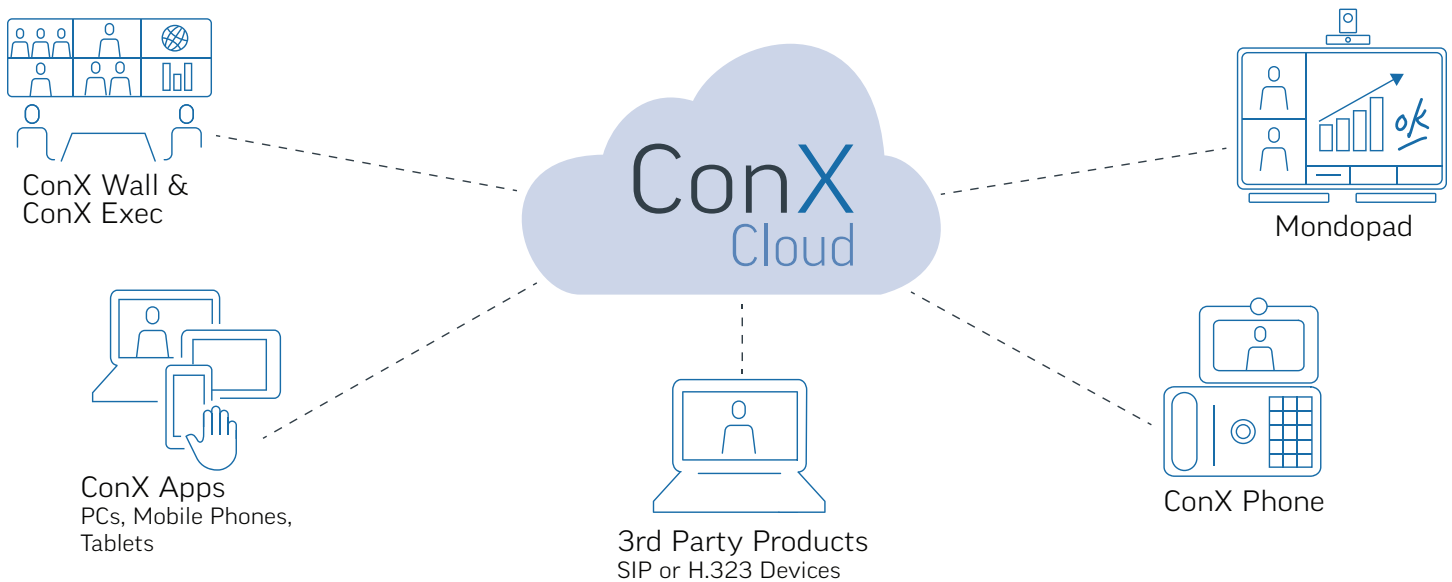 ConX
Cloud
ok
ConX Wall &
ConX Exec
Mondopad
ConX Apps
PCs, Mobile Phones,
Tablets
3rd Party Products
SIP or H.323 Devices
ConX Phone